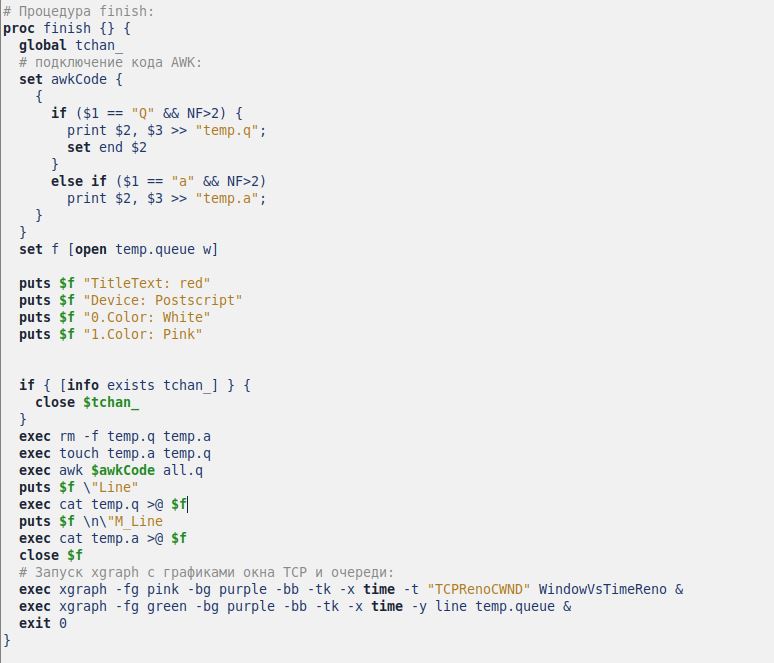 # Процедура finish:
proc finish {} {
  global tchan_
  # подключение кода AWK:
  set awkCode {
    {
      if ($1 == "Q" && NF>2) {
        print $2, $3 >> "temp.q";
        set end $2
      }
      else if ($1 == "a" && NF>2)
        print $2, $3 >> "temp.a";
    }
  }
  set f [open temp.queue w]

  puts $f "TitleText: red"
  puts $f "Device: Postscript"
  puts $f "0.Color: White"
  puts $f "1.Color: Pink"


  if { [info exists tchan_] } {
    close $tchan_
  }
  exec rm -f temp.q temp.a
  exec touch temp.a temp.q
  exec awk $awkCode all.q
  puts $f \"Line"
  exec cat temp.q >@ $f
  puts $f \n\"M_Line
  exec cat temp.a >@ $f
  close $f
  # Запуск xgraph с графиками окна TCP и очереди:
  exec xgraph -fg pink -bg purple -bb -tk -x time -t "TCPRenoCWND" WindowVsTimeReno &
  exec xgraph -fg green -bg purple -bb -tk -x time -y line temp.queue &
  exit 0
}